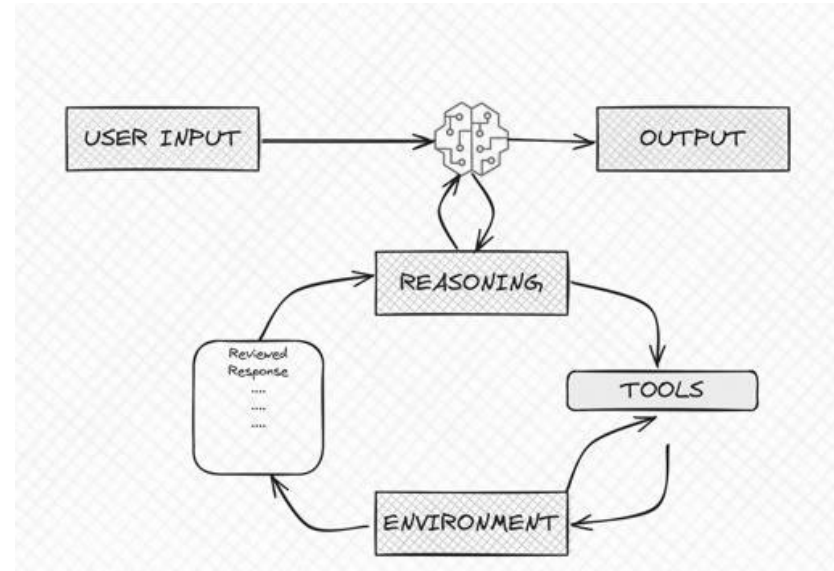 USER INPUT
OUTPUT
REASONING
Reviewed
Response
....
....
....
TOOLS
ENVIRONMENT